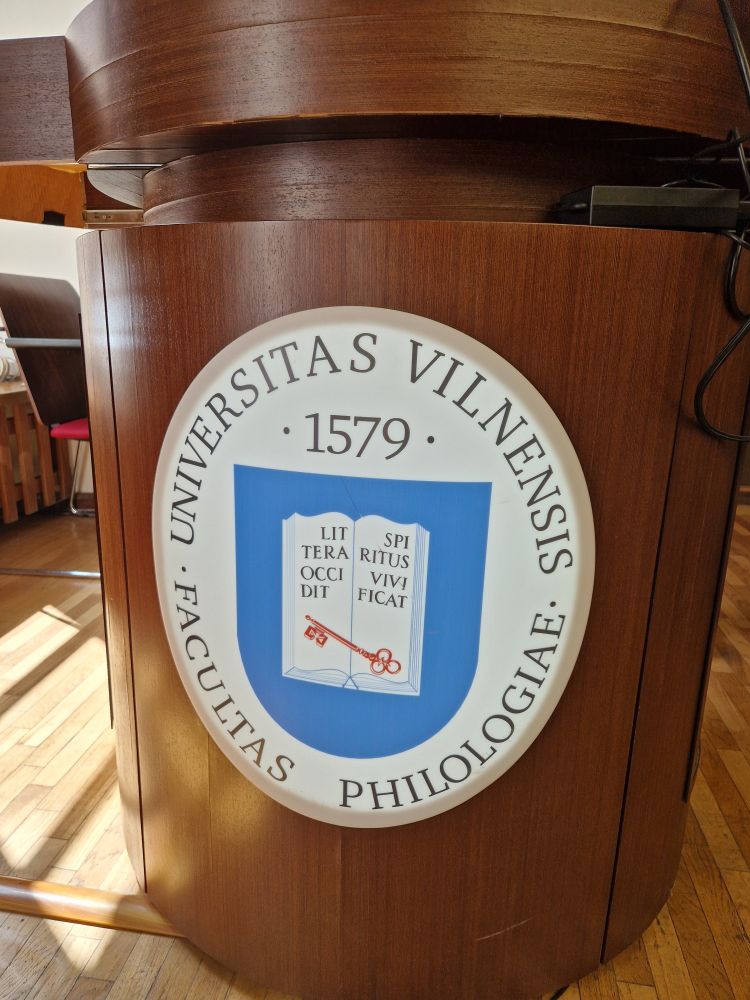 UNIVERSITAS VILNENSIS
· 1579 ·
LIT
TERA
OCCI
DIT
SPI
RITUS
VIVI
FICAT
· FACULTAS PHILOLOGIAE ·